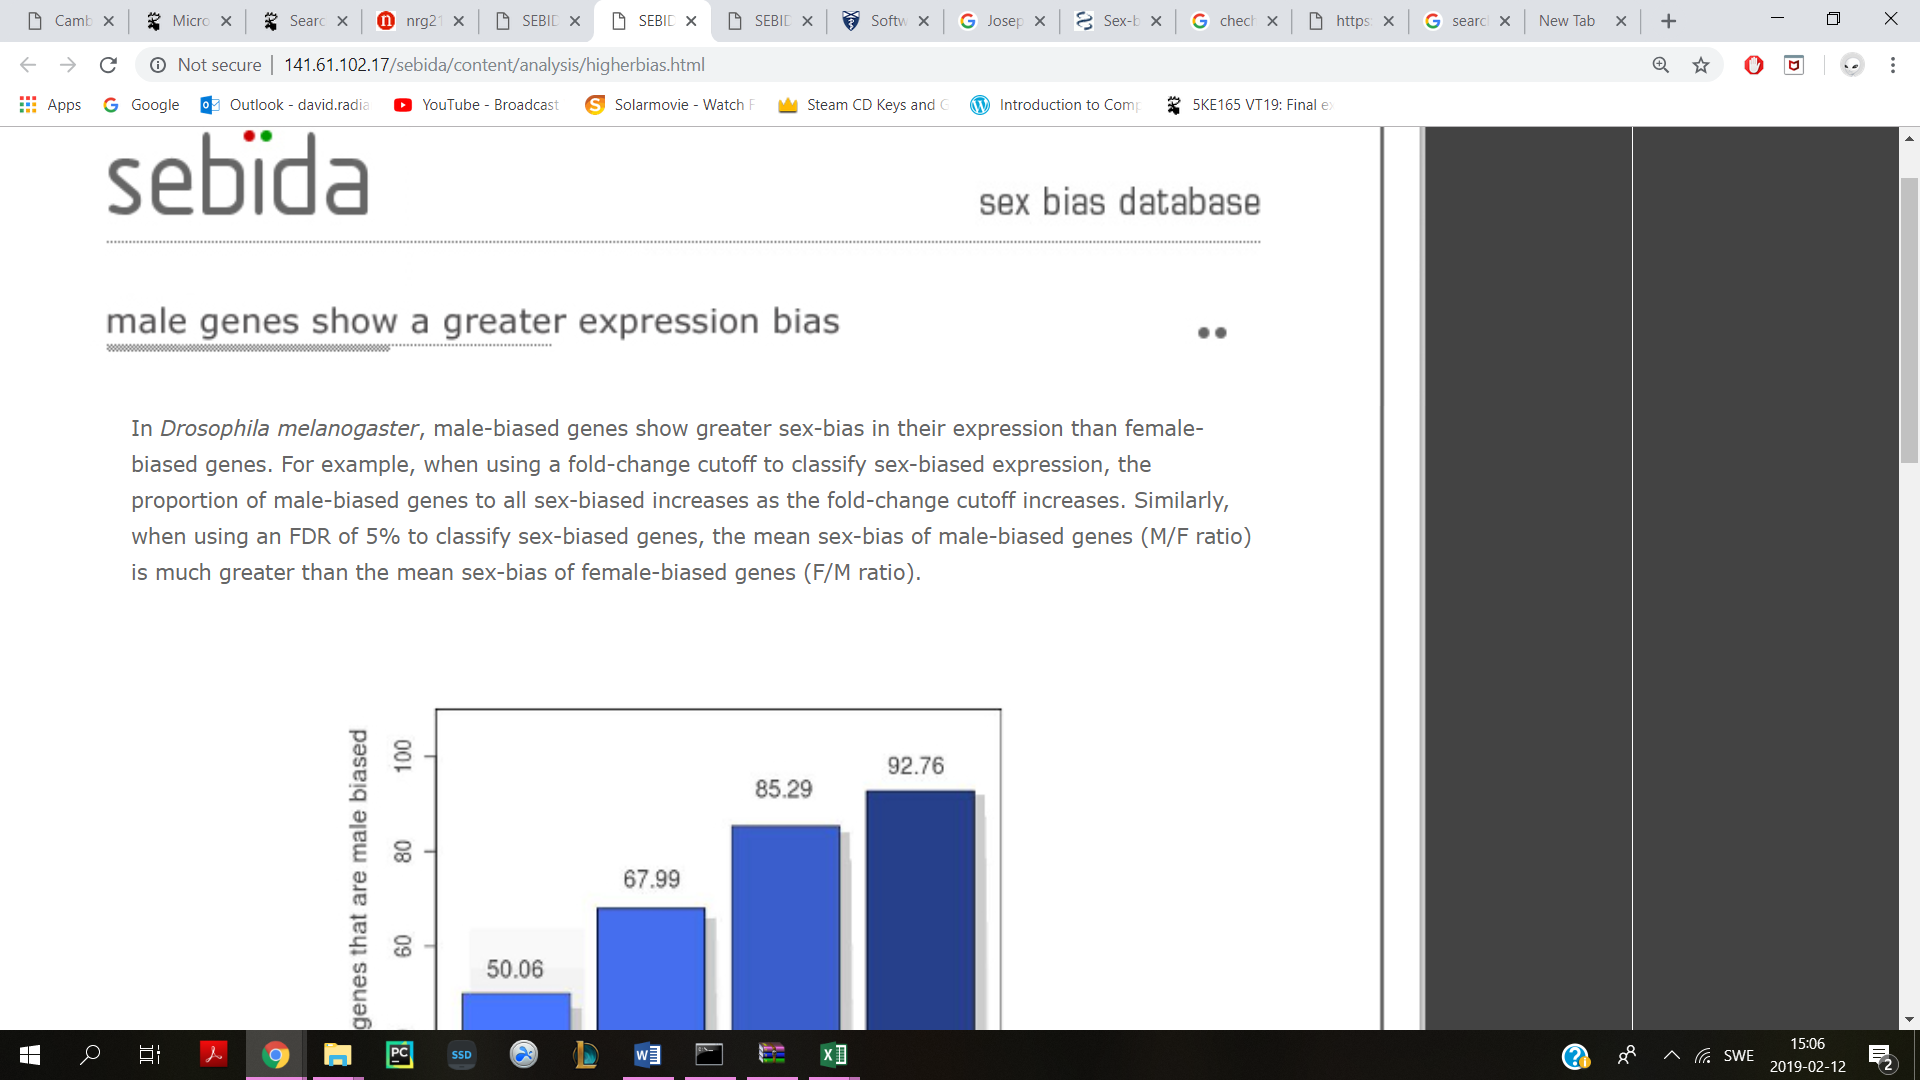 Camb
Micro
Searc
nrg21
SEBID
SEBID
SEBID
Softw
Josep
Sex-b
chech
https
search
New Tab
Not secure
141.61.102.17/sebida/content/analysis/higherbias.html
Apps
Google
Outlook - david.radia
YouTube - Broadcast
Solarmovie - Watch F
Steam CD Keys and G
Introduction to Comp
5KE165 VT19: Final ex
sebida
sex bias database
male genes show a greater expression bias
In Drosophila melanogaster, male-biased genes show greater sex-bias in their expression than female-
biased genes. For example, when using a fold-change cutoff to classify sex-biased expression, the
proportion of male-biased genes to all sex-biased increases as the fold-change cutoff increases. Similarly,
when using an FDR of 5% to classify sex-biased genes, the mean sex-bias of male-biased genes (M/F ratio)
is much greater than the mean sex-bias of female-biased genes (F/M ratio).
genes that are male biased
100
80
60
50.06
67.99
85.29
92.76
PC
SSD
SWE
15:06
2019-02-12
2